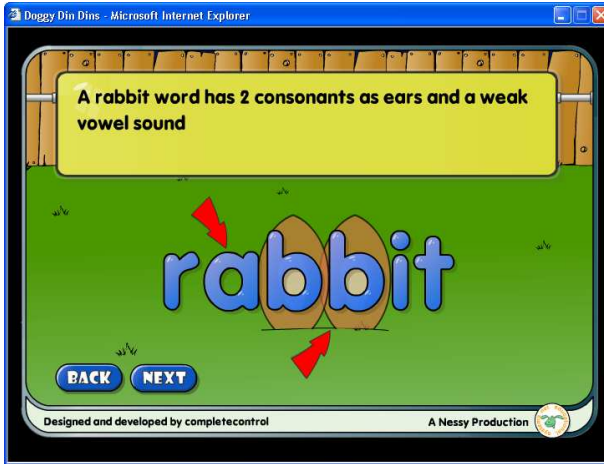 Doggy Din Dins - Microsoft Internet Explorer
A rabbit word has 2 consonants as ears and a weak
vowel sound
rabbit
BACK NEXT
Designed and developed by completecontrol
A Nessy Production